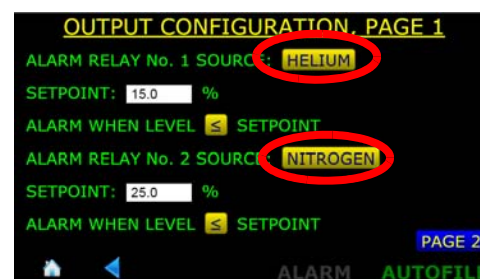 OUTPUT CONFIGURATION, PAGE 1
ALARM RELAY No. 1 SOURCE: HELIUM
SETPOINT: 15.0 %
ALARM WHEN LEVEL ≤ SETPOINT
ALARM RELAY No. 2 SOURCE: NITROGEN
SETPOINT: 25.0 %
ALARM WHEN LEVEL ≤ SETPOINT
PAGE 2
ALARM AUTOFILL